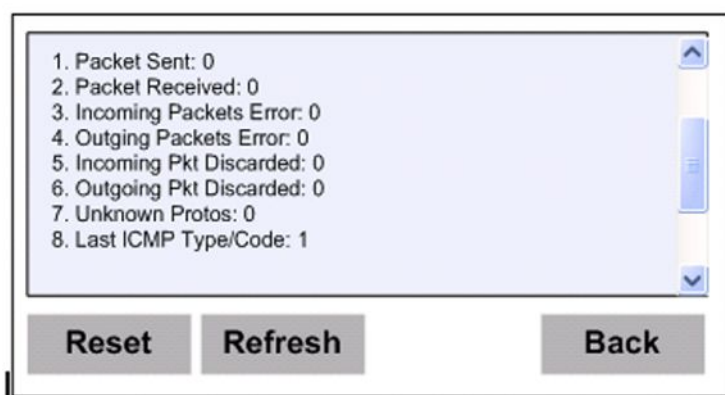 1. Packet Sent: 0
2. Packet Received: 0
3. Incoming Packets Error: 0
4. Outging Packets Error: 0
5. Incoming Pkt Discarded: 0
6. Outgoing Pkt Discarded: 0
7. Unknown Protos: 0
8. Last ICMP Type/Code: 1
Reset Refresh Back